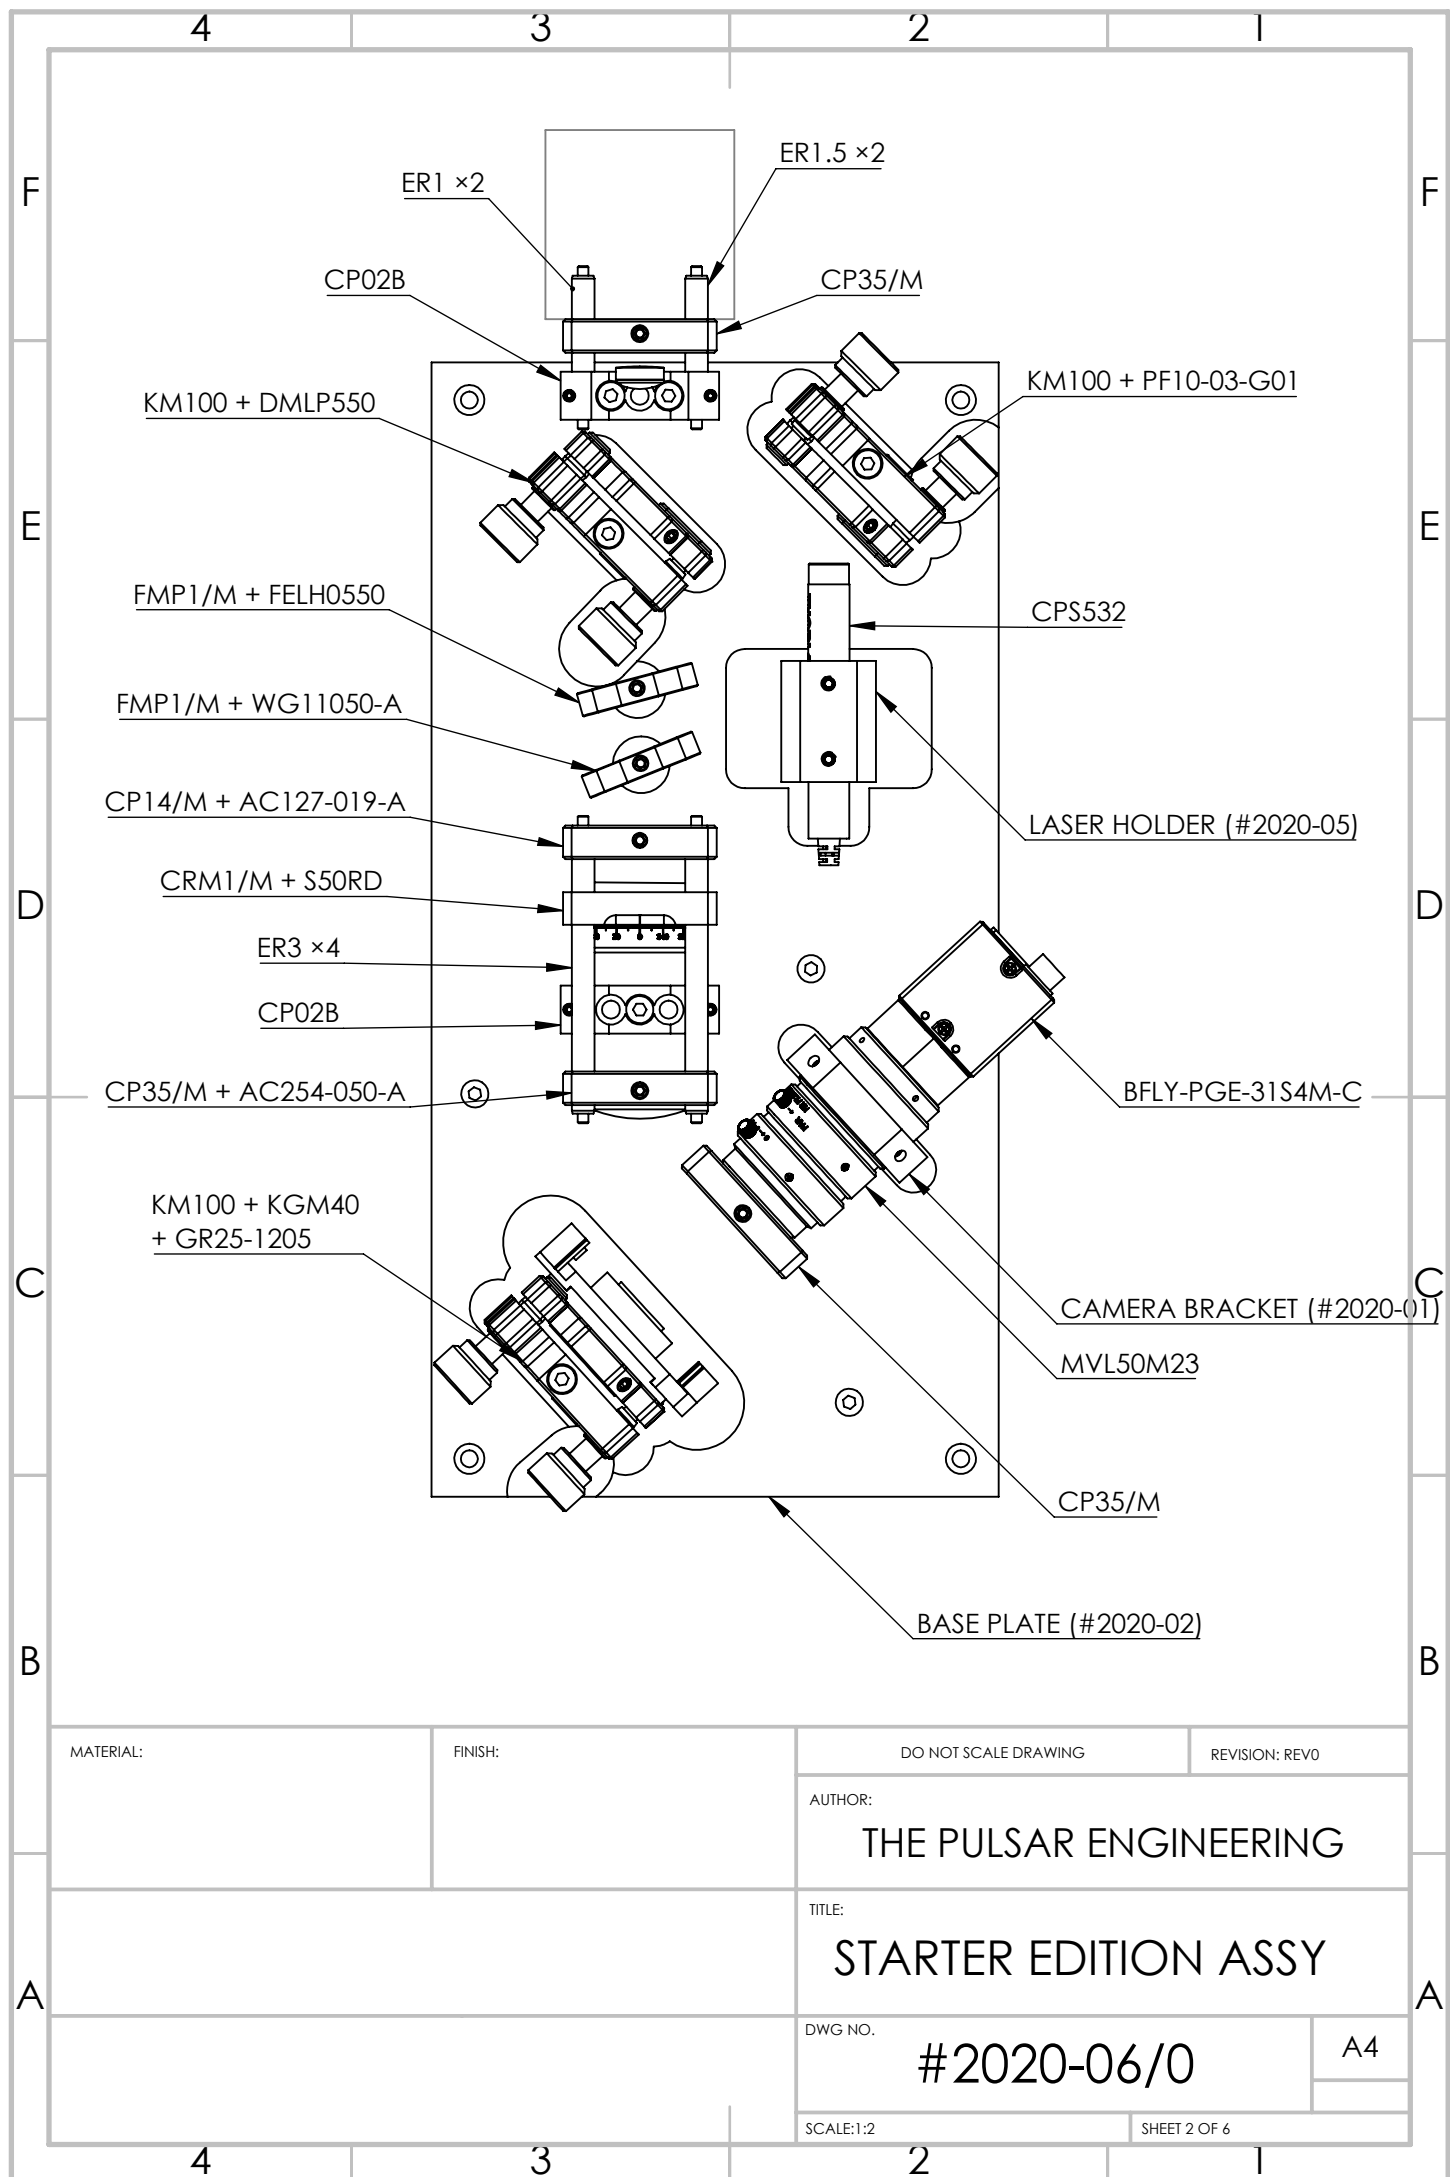 4 3 2 1
F F
ER1.5 ×2
ER1 ×2
CP02B
CP35/M
KM100 + DMLP550
KM100 + PF10-03-G01
E E
FMP1/M + FELH0550
CPS532
FMP1/M + WG11050-A
CP14/M + AC127-019-A
LASER HOLDER (#2020-05)
CRM1/M + S50RD
D D
ER3 ×4
CP02B
CP35/M + AC254-050-A
BFLY-PGE-31S4M-C
KM100 + KGM40
+ GR25-1205
C C
CAMERA BRACKET (#2020-01)
MVL50M23
CP35/M
BASE PLATE (#2020-02)
B B
MATERIAL:
FINISH:
DO NOT SCALE DRAWING
REVISION: REV0
AUTHOR:
THE PULSAR ENGINEERING
TITLE:
STARTER EDITION ASSY
A A
DWG NO.
#2020-06/0
A4
SCALE:1:2
SHEET 2 OF 6
4 3 2 1